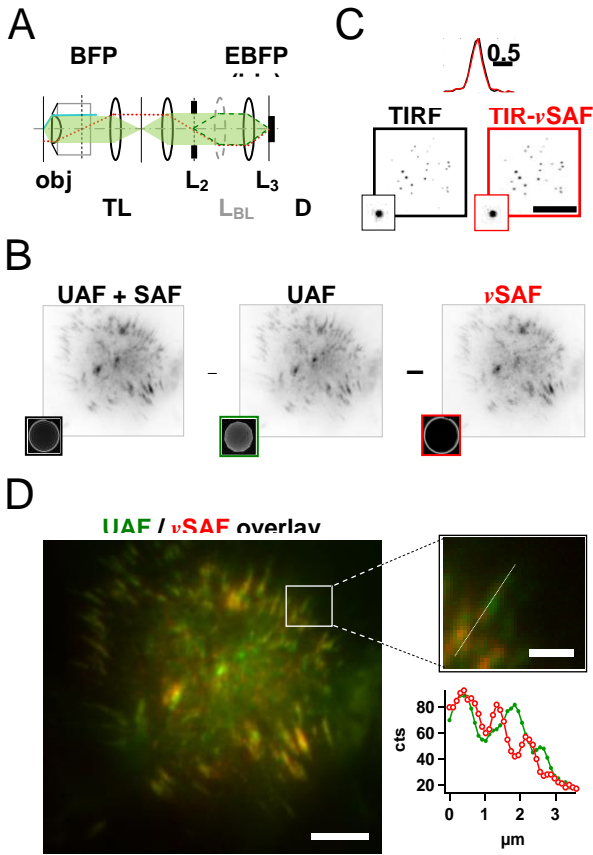 A
BFP
EBFP
obj
L2
L3
TL
LBL
D
C
0.5
TIRF
TIR-νSAF
B
UAF + SAF
UAF
νSAF
–
–
D
UAF / νSAF overlay
80
60
40
20
cts
0
1
2
3
μm